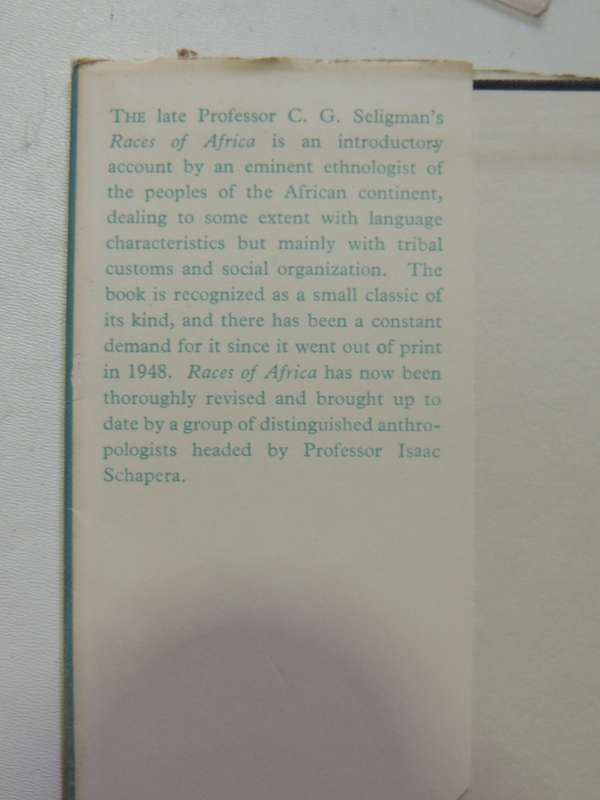 THE late Professor C. G. Seligman's
Races of Africa is an introductory
account by an eminent ethnologist of
the peoples of the African continent,
dealing to some extent with language
characteristics but mainly with tribal
customs and social organization. The
book is recognized as a small classic of
its kind, and there has been a constant
demand for it since it went out of print
in 1948. Races of Africa has now been
thoroughly revised and brought up to
date by a group of distinguished anthro-
pologists headed by Professor Isaac
Schapera.